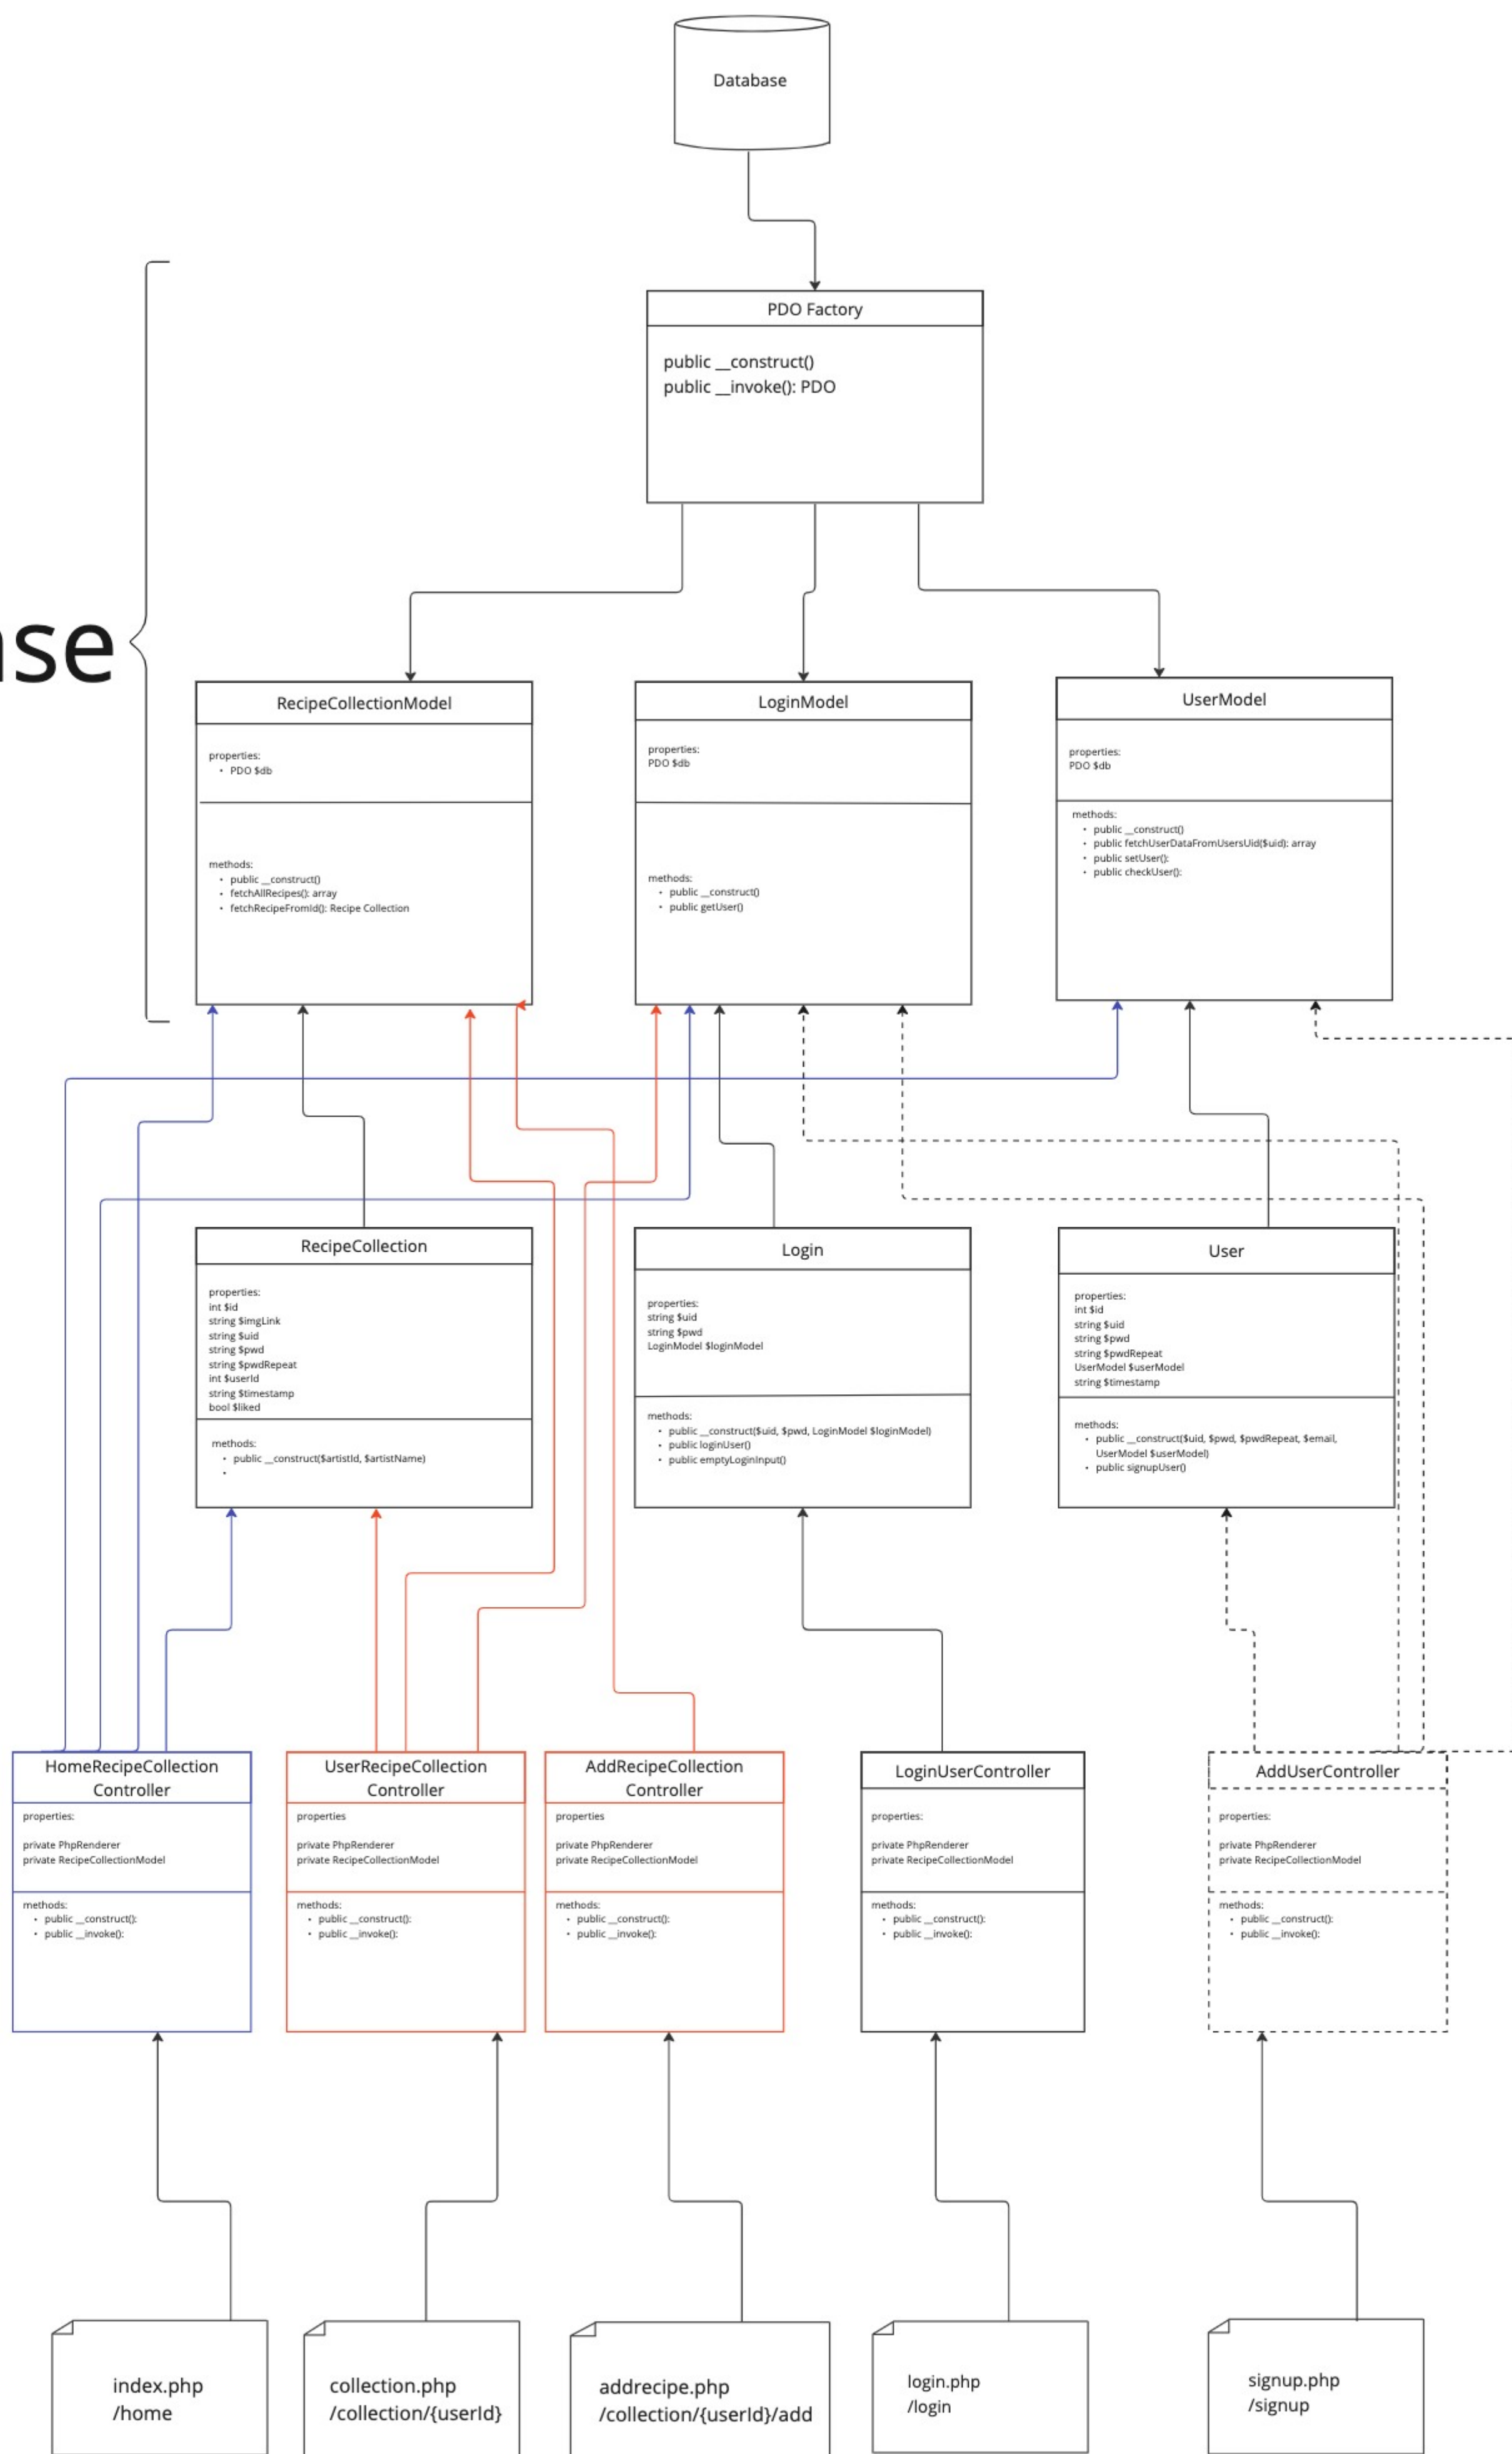 Database
PDO Factory
public __construct()
public __invoke(): PDO
RecipeCollectionModel
properties:
• PDO $db
methods:
• public __construct()
• fetchAllRecipes(): array
• fetchRecipeFromId(): Recipe Collection
LoginModel
properties:
PDO $db
methods:
• public __construct()
• public getUser()
UserModel
properties:
PDO $db
methods:
• public __construct()
• public fetchUserDataFromUsersUid($uid): array
• public setUser():
• public checkUser():
RecipeCollection
properties:
int $id
string $imgLink
string $uid
string $pwd
string $pwdRepeat
int $userId
string $timestamp
bool $liked
methods:
• public __construct($artistId, $artistName)
•
Login
properties:
string $uid
string $pwd
LoginModel $loginModel
methods:
• public __construct($uid, $pwd, LoginModel $loginModel)
• public loginUser()
• public emptyLoginInput()
User
properties:
int $id
string $uid
string $pwd
string $pwdRepeat
UserModel $userModel
string $timestamp
methods:
• public __construct($uid, $pwd, $pwdRepeat, $email,
UserModel $userModel)
• public signupUser()
HomeRecipeCollection
Controller
properties:
private PhpRenderer
private RecipeCollectionModel
methods:
• public __construct():
• public __invoke():
UserRecipeCollection
Controller
properties
private PhpRenderer
private RecipeCollectionModel
methods:
• public __construct():
• public __invoke():
AddRecipeCollection
Controller
properties
private PhpRenderer
private RecipeCollectionModel
methods:
• public __construct():
• public __invoke():
LoginUserController
properties:
private PhpRenderer
private RecipeCollectionModel
methods:
• public __construct():
• public __invoke():
AddUserController
properties:
private PhpRenderer
private RecipeCollectionModel
methods:
• public __construct():
• public __invoke():
index.php
/home
collection.php
/collection/{userId}
addrecipe.php
/collection/{userId}/add
login.php
/login
signup.php
/signup